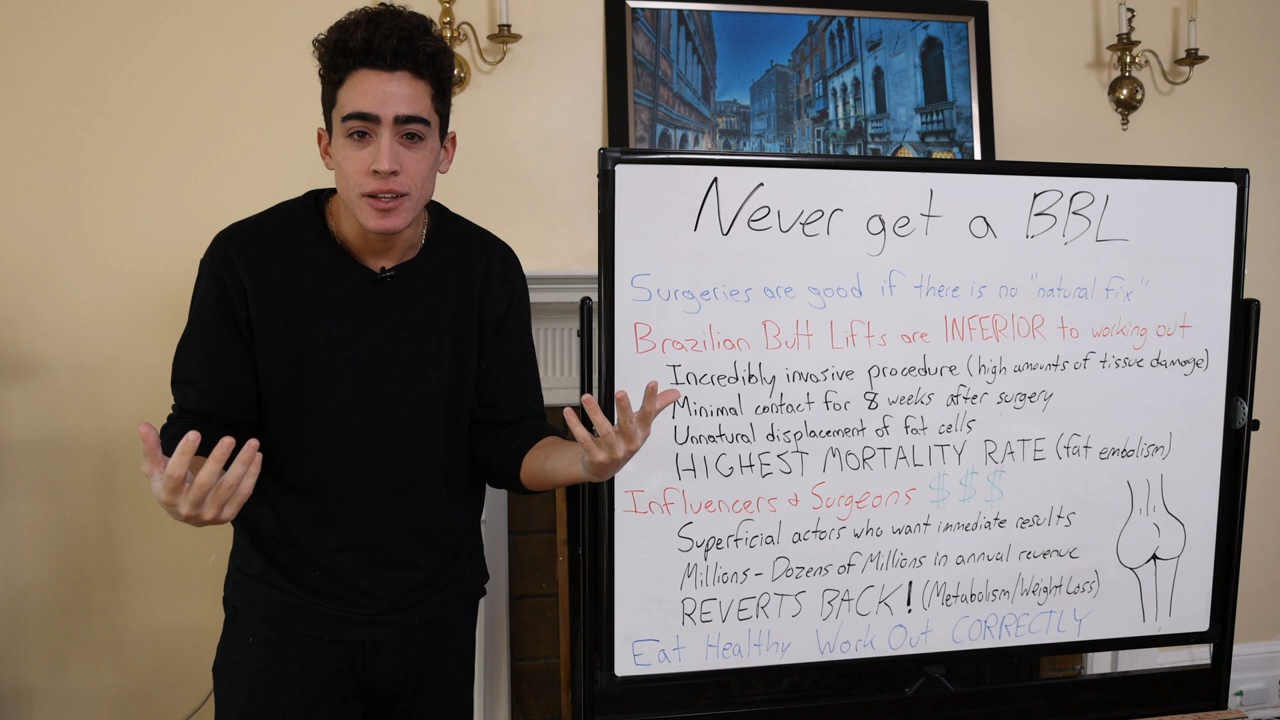 Never get a BBL
Surgeries are good if there is no "natural fix"
Brazilian Butt Lifts are INFERIOR to working out
Incredibly invasive procedure (high amounts of tissue damage)
Minimal contact for 8 weeks after surgery
Unnatural displacement of fat cells
HIGHEST MORTALITY RATE (fat embolism)
Influencers & Surgeons $$$
Superficial actors who want immediate results
Millions - Dozens of Millions in annual revenue
REVERTS BACK! (Metabolism/Weight Loss)
Eat Healthy Work Out CORRECTLY